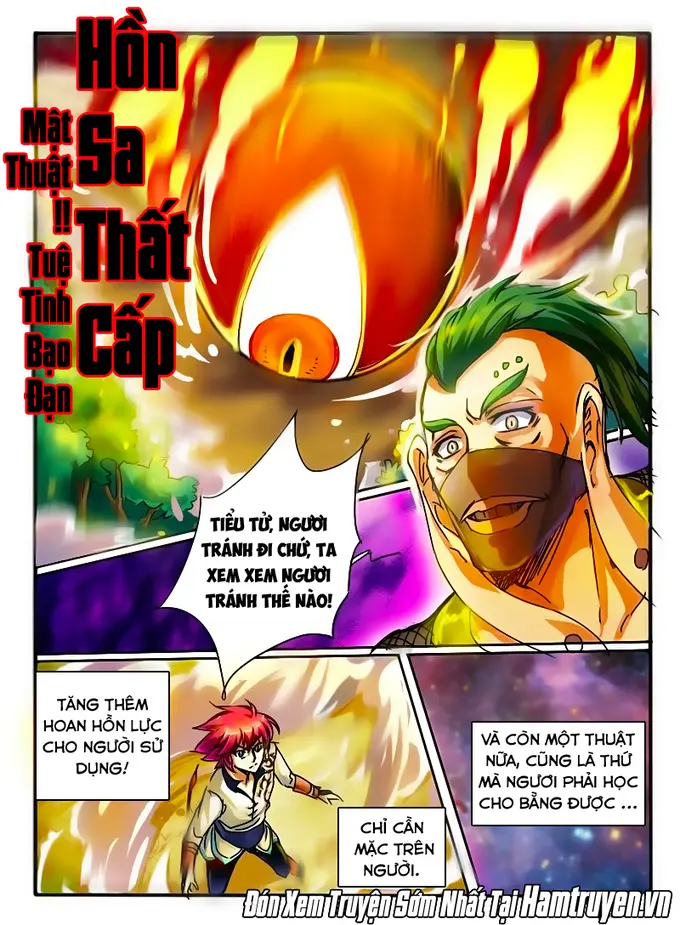 Hồn
Sa
Thất
Cấp
Mật
Thuật
!!
Tuệ
Tinh
Bạo
Đạn
TIỂU TỬ, NGƯƠI
TRÁNH ĐI CHỨ, TA
XEM XEM NGƯƠI
TRÁNH THẾ NÀO!
TĂNG THÊM
HOAN HỒN LỰC
CHO NGƯỜI SỬ
DỤNG!
CHỈ CẦN
MẶC TRÊN
NGƯỜI.
VÀ CÒN MỘT THUẬT
NỮA, CŨNG LÀ THỨ
MÀ NGƯƠI PHẢI HỌC
CHO BẰNG ĐƯỢC ...
Đón Xem Truyện Sớm Nhất Tại Hamtruyen.vn